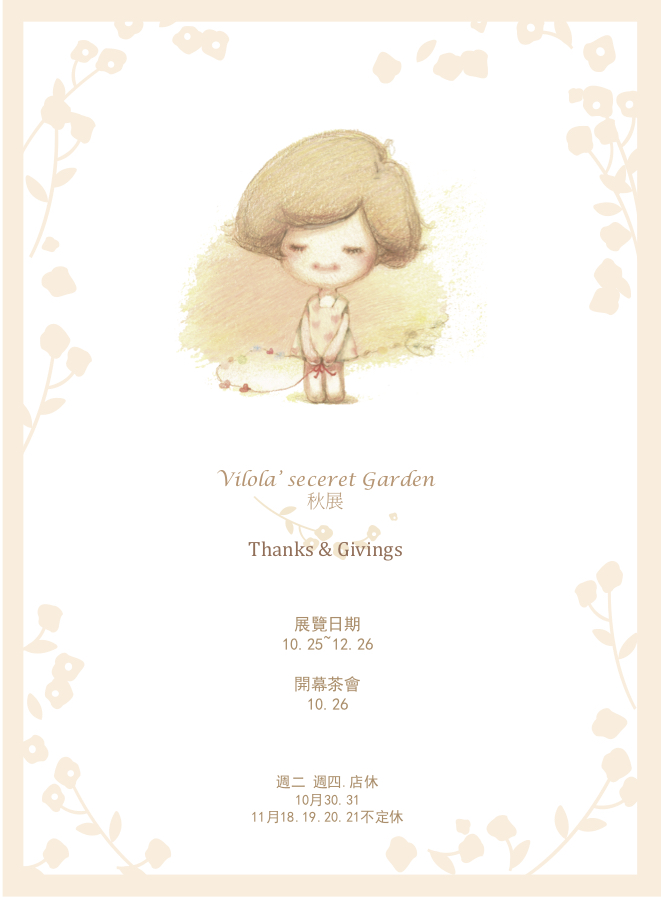 Vilola’ seceret Garden
秋展
Thanks & Givings
展覽日期
10.25~12.26
開幕茶會
10.26
週二 週四.店休
10月30.31
11月18.19.20.21不定休